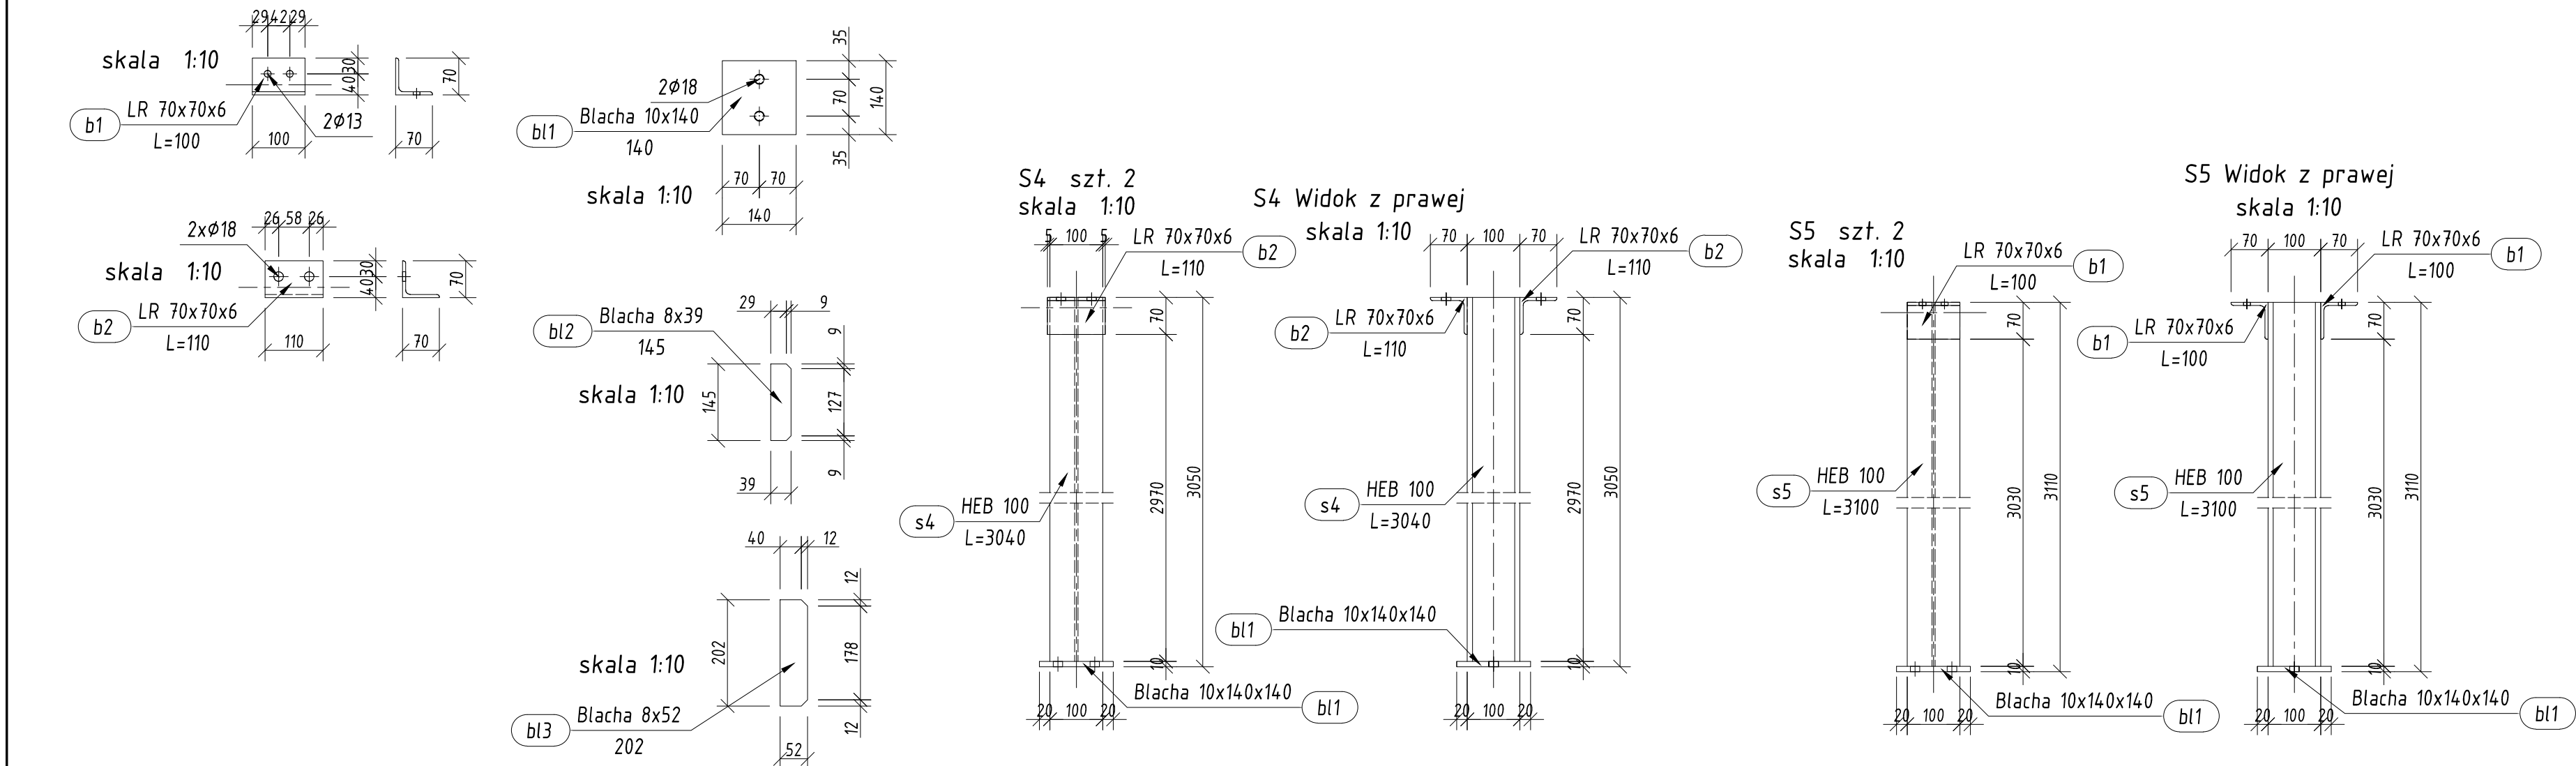 29 42 29
skala 1:10
30
40
70
b1
LR 70x70x6
L=100
2ϕ13
100
70
26 58 26
2xϕ18
skala 1:10
30
40
70
b2
LR 70x70x6
L=110
110
70
35
2ϕ18
70
140
bl1
Blacha 10x140
140
35
70 70
skala 1:10
140
29 9
bl2
Blacha 8x39
145
9
skala 1:10
145
127
39
9
40 12
12
202
178
skala 1:10
bl3
Blacha 8x52
202
12
52
S4 szt. 2
skala 1:10
5 100 5
LR 70x70x6
L=110
b2
70
2970
3050
s4
HEB 100
L=3040
10
Blacha 10x140x140
bl1
20 100 20
S4 Widok z prawej
skala 1:10
70 100 70
LR 70x70x6
L=110
b2
b2
LR 70x70x6
L=110
70
2970
3050
s4
HEB 100
L=3040
bl1
Blacha 10x140x140
10
20 100 20
S5 szt. 2
skala 1:10
LR 70x70x6
L=100
b1
70
3030
3110
s5
HEB 100
L=3100
10
Blacha 10x140x140
bl1
20 100 20
S5 Widok z prawej
skala 1:10
70 100 70
LR 70x70x6
L=100
b1
b1
LR 70x70x6
L=100
70
3030
3110
s5
HEB 100
L=3100
10
Blacha 10x140x140
bl1
20 100 20